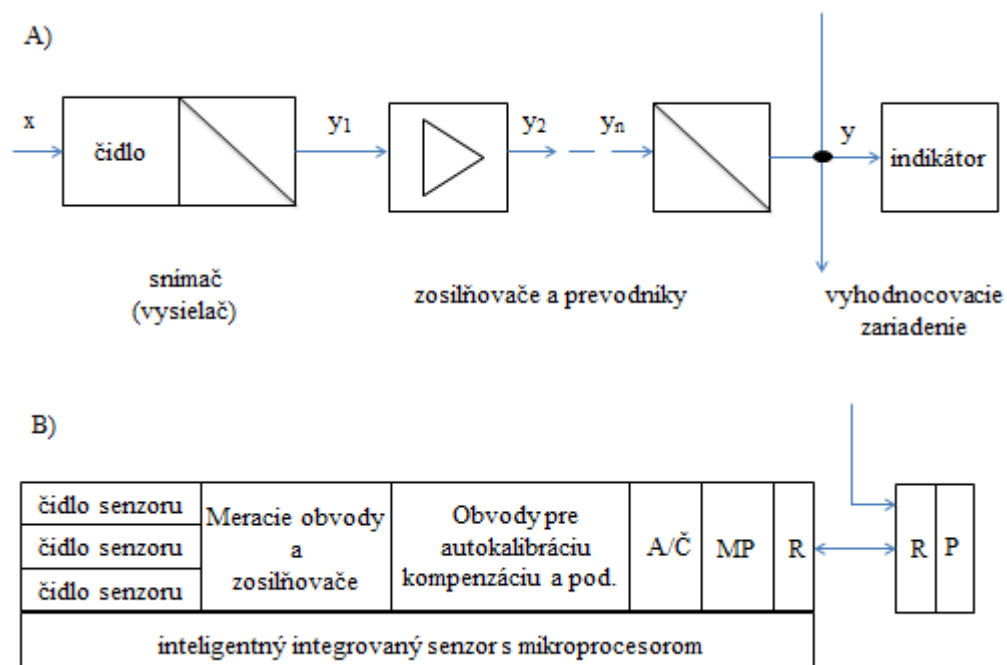 A)
x
čidlo
y1
y2
yn
y
indikátor
snímač
(vysielač)
zosilňovače a prevodníky
vyhodnocovacie
zariadenie
B)
čidlo senzoru
čidlo senzoru
čidlo senzoru
Meracie obvody
a
zosilňovače
Obvody pre
autokalibráciu
kompenzáciu a pod.
A/Č
MP
R
R
P
inteligentný integrovaný senzor s mikroprocesorom